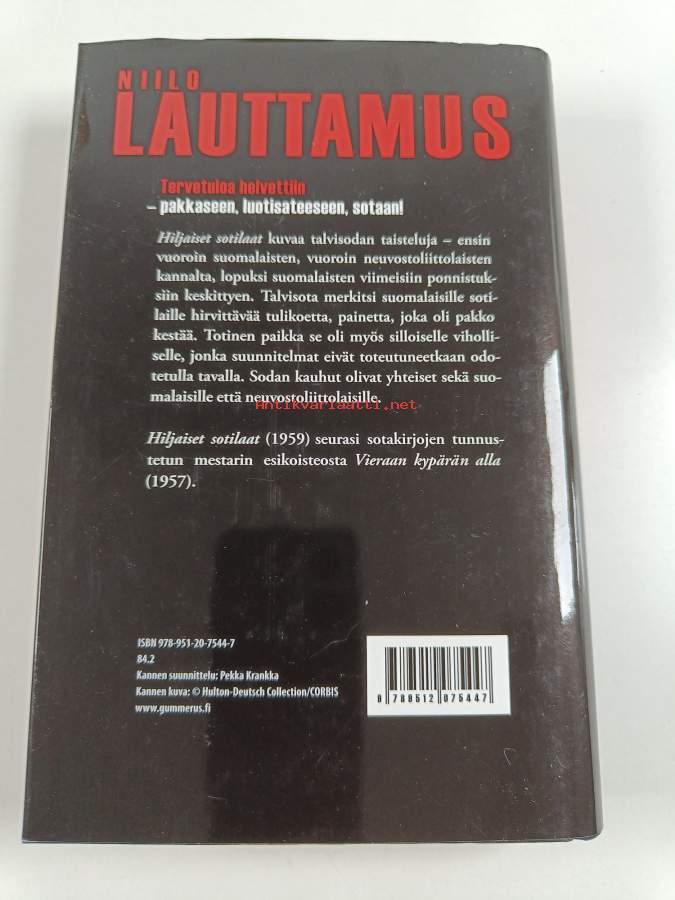 NIILO
LAUTTAMUS
Tervetuloa helvettiin
– pakkaseen, luotisateeseen, sotaan!
Hiljaiset sotilaat kuvaa talvisodan taisteluja – ensin
vuoroin suomalaisten, vuoroin neuvostoliittolaisten
kannalta, lopuksi suomalaisten viimeisiin ponnistuk-
siin keskittyen. Talvisota merkitsi suomalaisille soti-
laille hirvittävää tulikoetta, painetta, joka oli pakko
kestää. Totinen paikka se oli myös silloiselle viholli-
selle, jonka suunnitelmat eivät toteutuneetkaan odo-
tetulla tavalla. Sodan kauhut olivat yhteiset sekä suo-
malaisille että neuvostoliittolaisille.
Antikvariaatti.net
Hiljaiset sotilaat (1959) seurasi sotakirjojen tunnus-
tetun mestarin esikoisteosta Vieraan kypärän alla
(1957).
ISBN 978-951-20-7544-7
84.2
Kannen suunnittelu: Pekka Krankka
Kannen kuva: © Hulton-Deutsch Collection/CORBIS
www.gummerus.fi
9 789512 075447